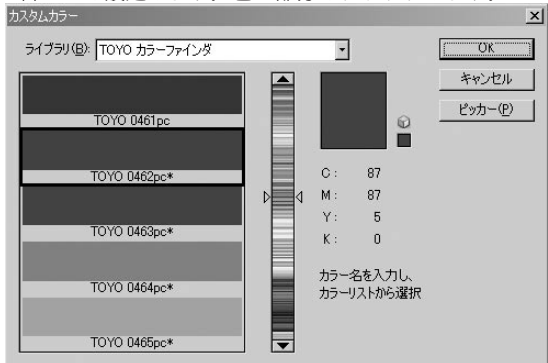 カスタムカラー
ライブラリ(B): TOYO カラーファインダ
OK
キャンセル
ピッカー(P)
TOYO 0461pc
TOYO 0462pc*
TOYO 0463pc*
TOYO 0464pc*
TOYO 0465pc*
C: 87
M: 87
Y: 5
K: 0
カラー名を入力し、
カラーリストから選択